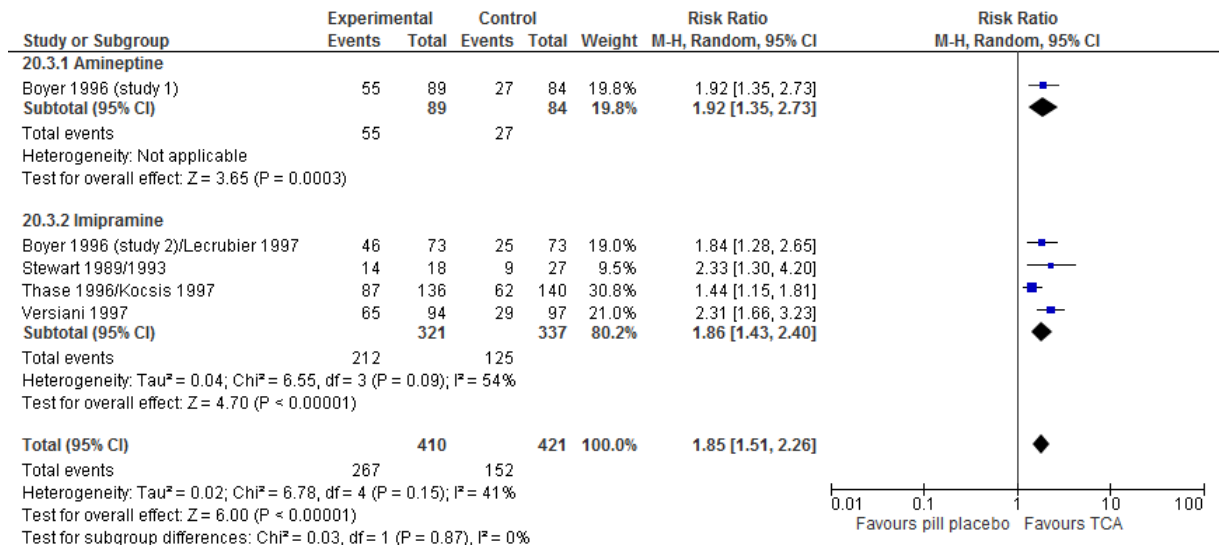 Experimental Control Risk Ratio Risk Ratio
Study or Subgroup Events Total Events Total Weight M-H, Random, 95% CI M-H, Random, 95% CI
20.3.1 Amineptine
Boyer 1996 (study 1) 55 89 27 84 19.8% 1.92 [1.35, 2.73]
Subtotal (95% CI) 89 84 19.8% 1.92 [1.35, 2.73]
Total events 55 27
Heterogeneity: Not applicable
Test for overall effect: Z = 3.65 (P = 0.0003)
20.3.2 Imipramine
Boyer 1996 (study 2)/Lecrubier 1997 46 73 25 73 19.0% 1.84 [1.28, 2.65]
Stewart 1989/1993 14 18 9 27 9.5% 2.33 [1.30, 4.20]
Thase 1996/Kocsis 1997 87 136 62 140 30.8% 1.44 [1.15, 1.81]
Versiani 1997 65 94 29 97 21.0% 2.31 [1.66, 3.23]
Subtotal (95% CI) 321 337 80.2% 1.86 [1.43, 2.40]
Total events 212 125
Heterogeneity: Tau² = 0.04; Chi² = 6.55, df = 3 (P = 0.09); I² = 54%
Test for overall effect: Z = 4.70 (P < 0.00001)
Total (95% CI) 410 421 100.0% 1.85 [1.51, 2.26]
Total events 267 152
Heterogeneity: Tau² = 0.02; Chi² = 6.78, df = 4 (P = 0.15); I² = 41%
Test for overall effect: Z = 6.00 (P < 0.00001)
Test for subgroup differences: Chi² = 0.03, df = 1 (P = 0.87), I² = 0%
0.01 0.1 1 10 100
Favours pill placebo Favours TCA